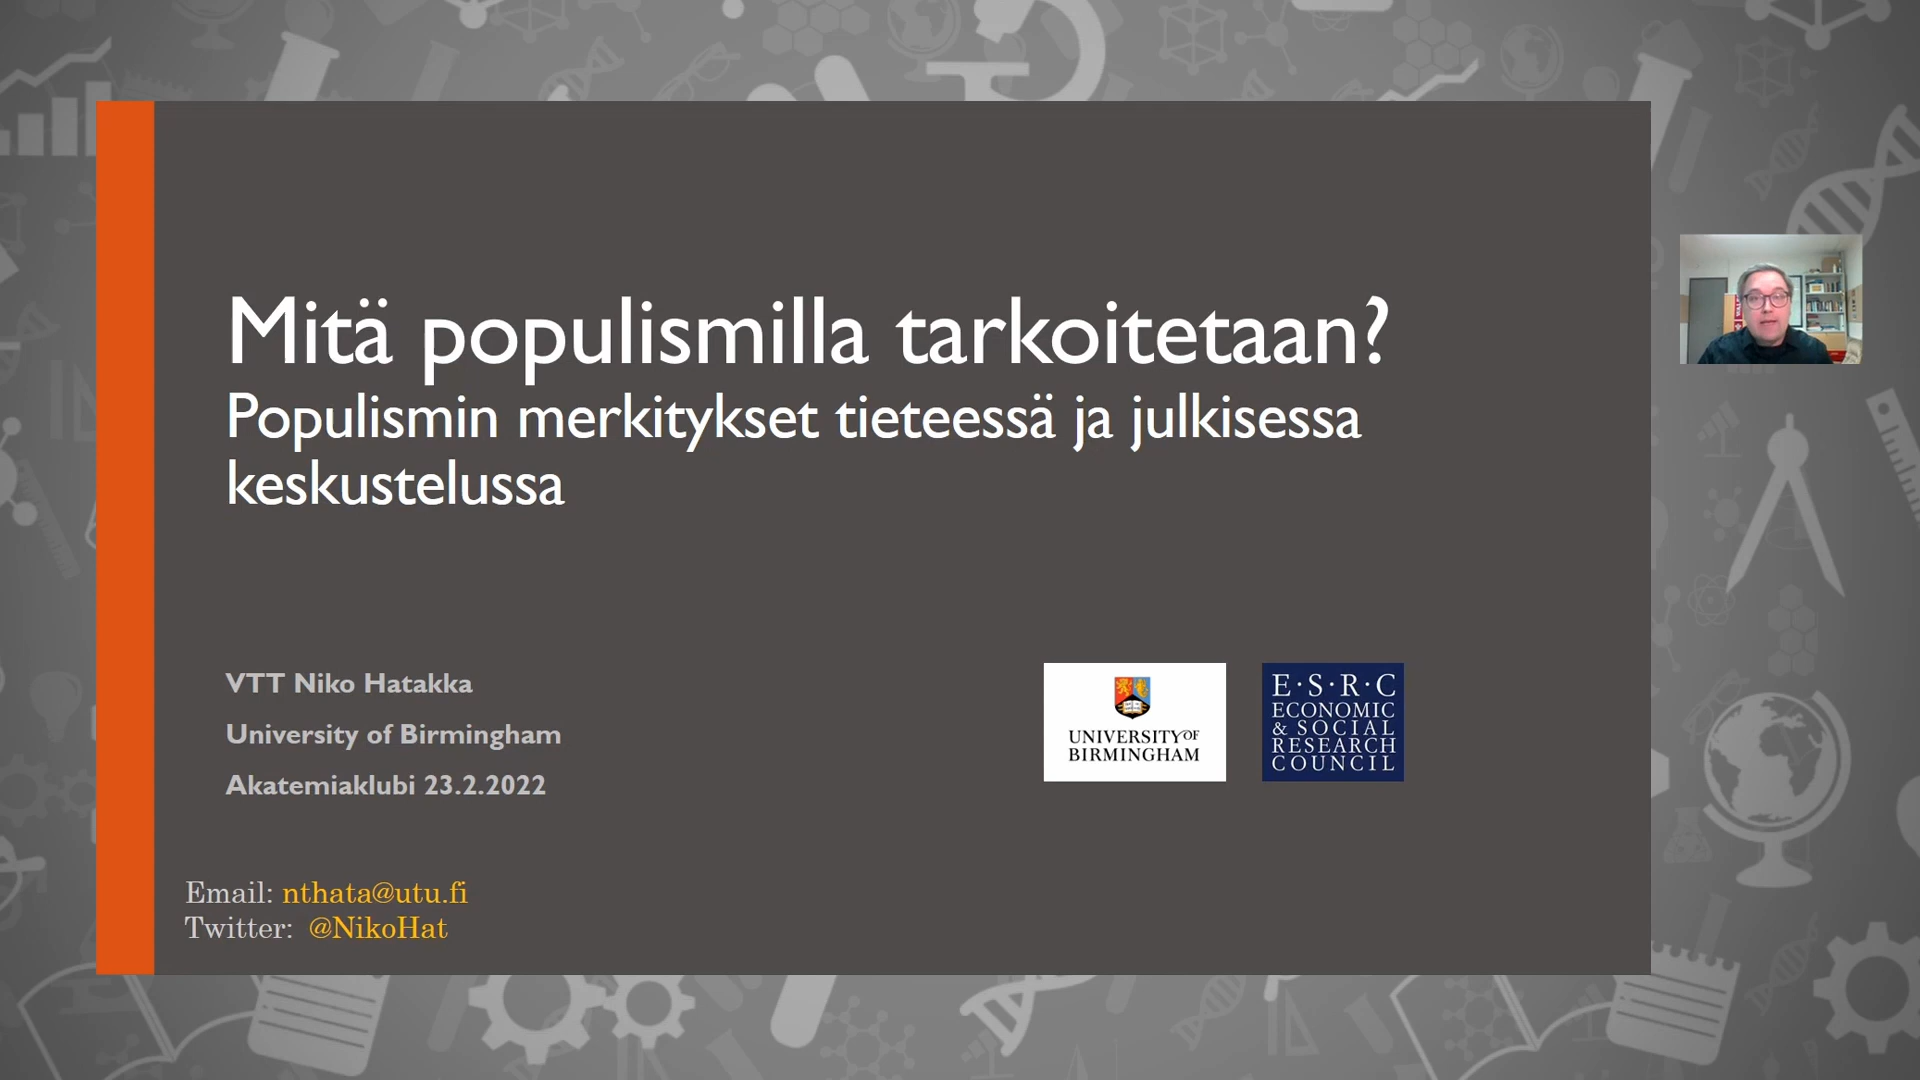 Mitä populismilla tarkoitetaan?
Populismin merkitykset tieteessä ja julkisessa
keskustelussa
VTT Niko Hatakka
University of Birmingham
Akatemiaklubi 23.2.2022
UNIVERSITY OF
BIRMINGHAM
E·S·R·C
ECONOMIC
& SOCIAL
RESEARCH
COUNCIL
Email: nthata@utu.fi
Twitter: @NikoHat